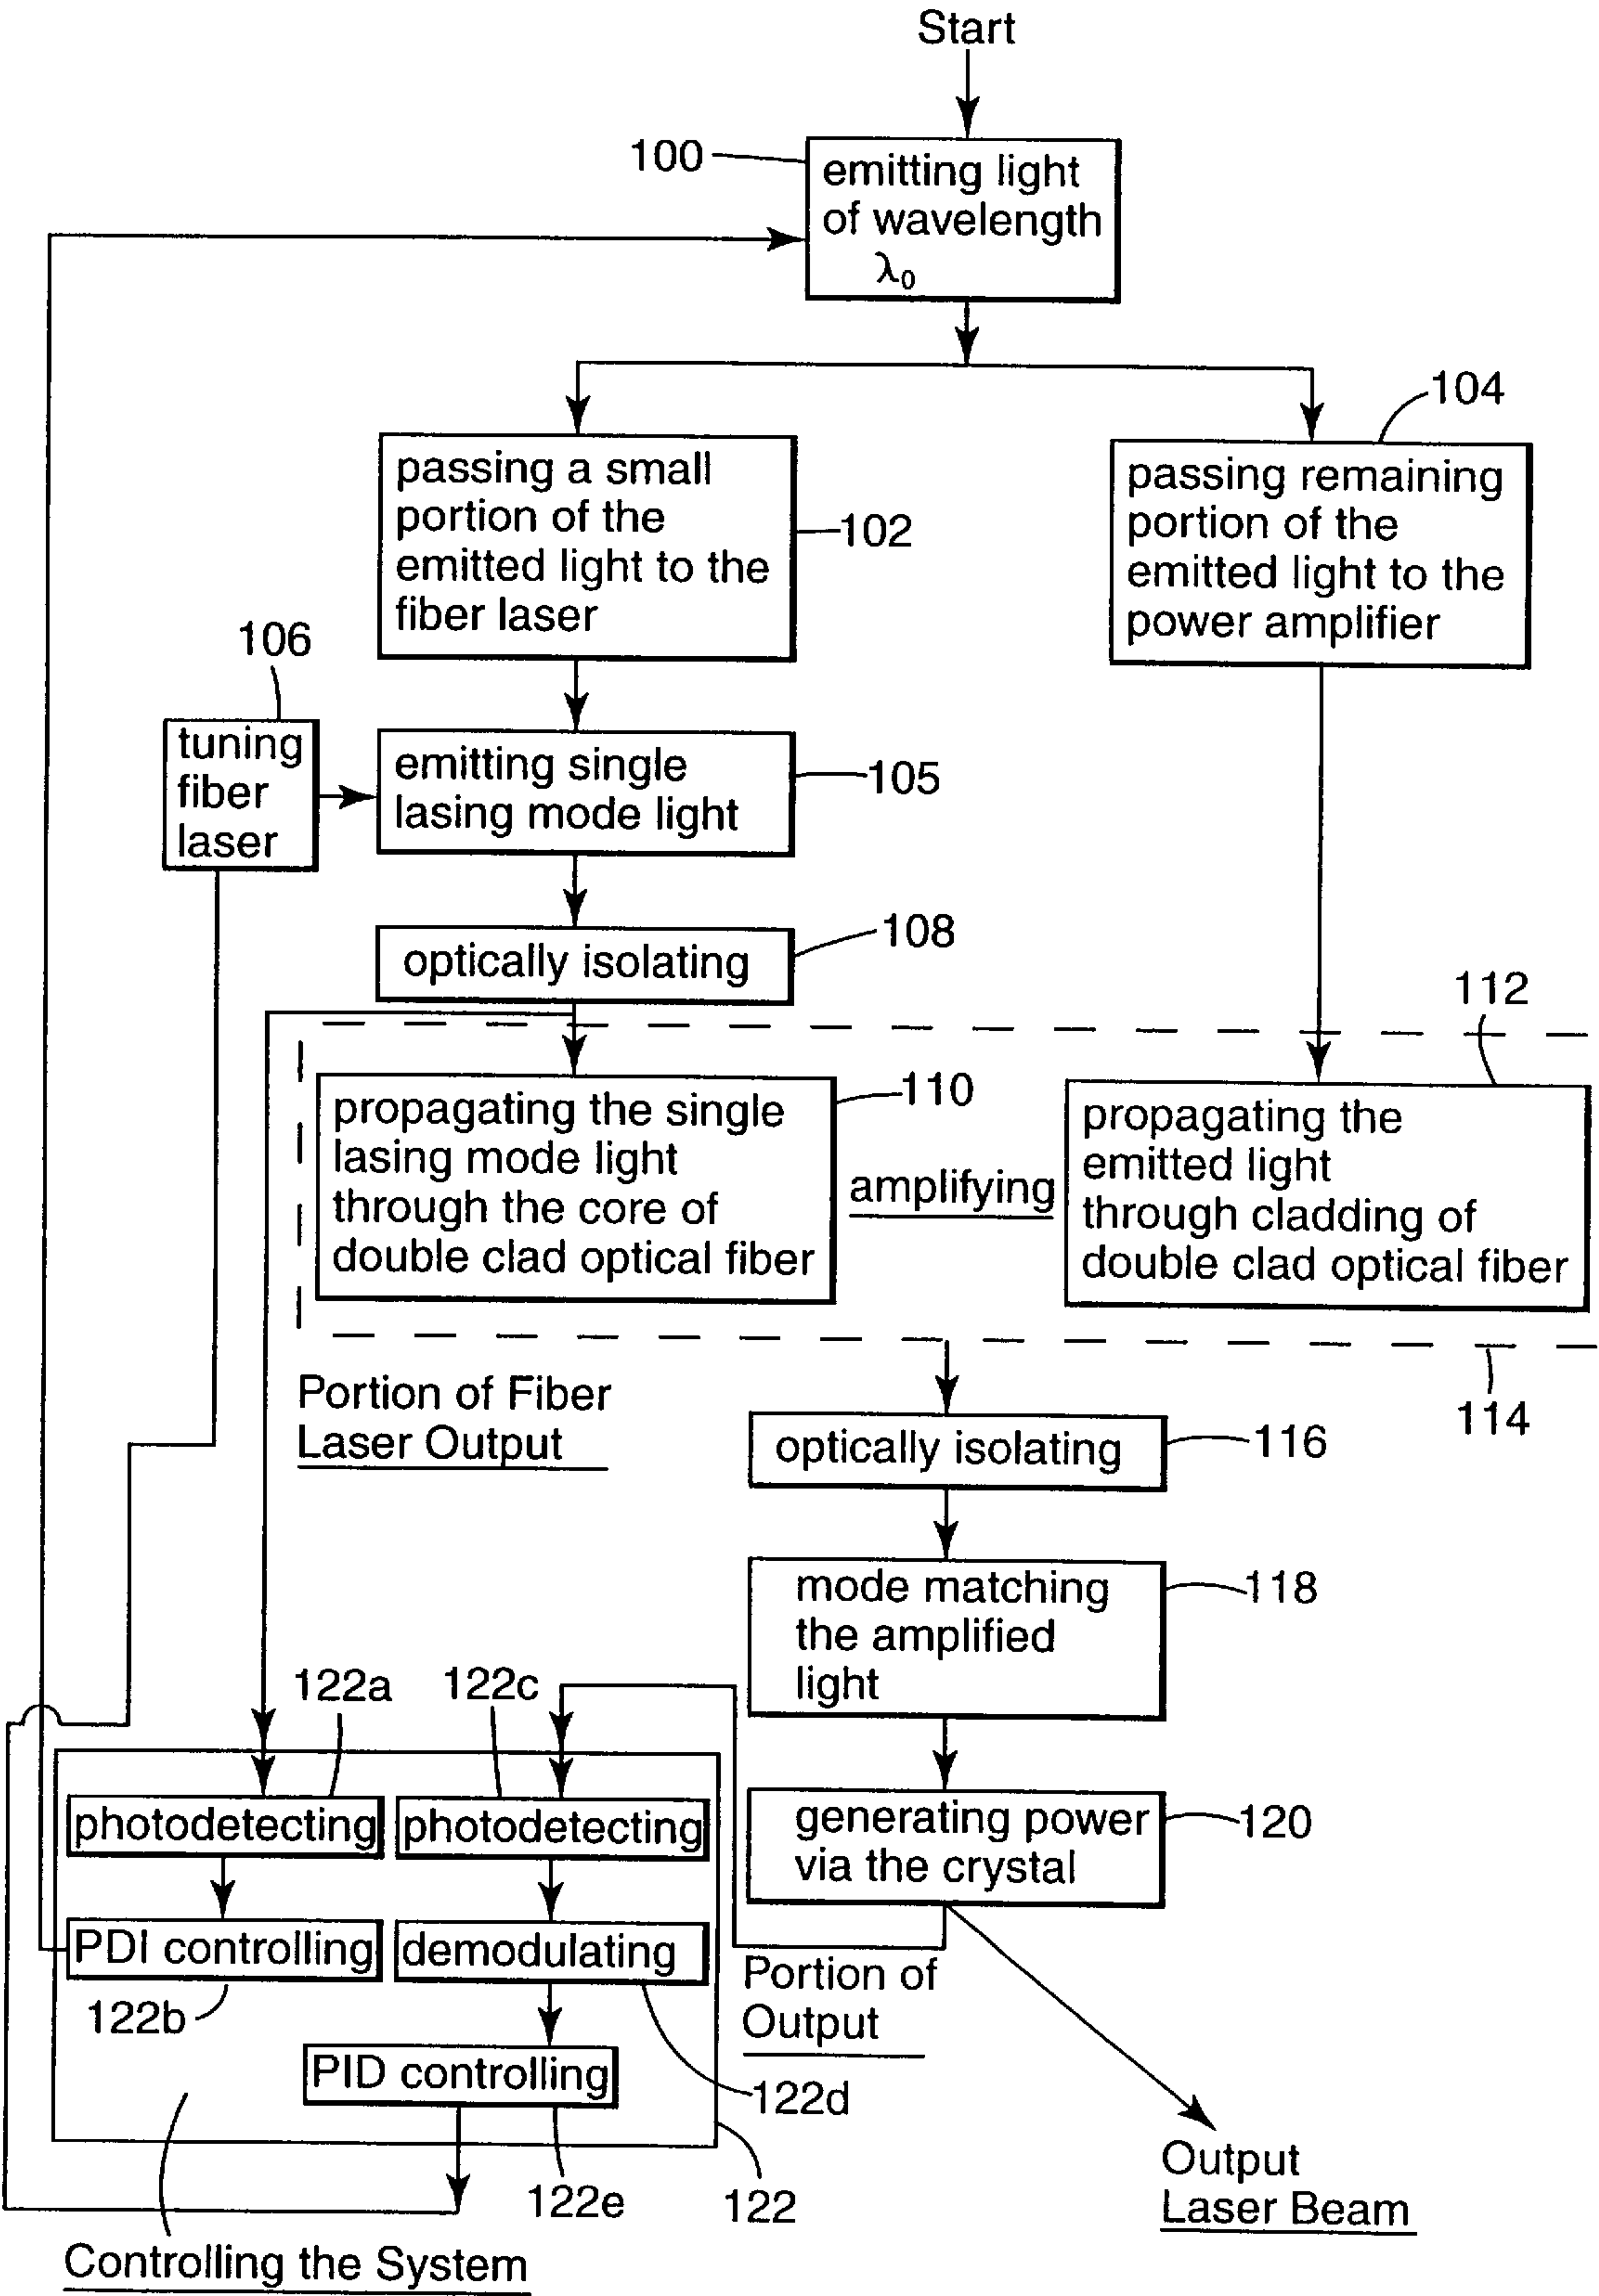 Start
100
emitting light
of wavelength
λ₀
104
passing a small
portion of the
emitted light to the
fiber laser
102
passing remaining
portion of the
emitted light to the
power amplifier
106
tuning
fiber
laser
emitting single
lasing mode light
105
optically isolating
108
112
propagating the single
lasing mode light
through the core of
double clad optical fiber
110
amplifying
propagating the
emitted light
through cladding of
double clad optical fiber
114
Portion of Fiber
Laser Output
optically isolating
116
mode matching
the amplified
light
118
122a
122c
photodetecting
photodetecting
generating power
via the crystal
120
PDI controlling
demodulating
122b
Portion of
Output
PID controlling
122d
122e
122
Output
Laser Beam
Controlling the System